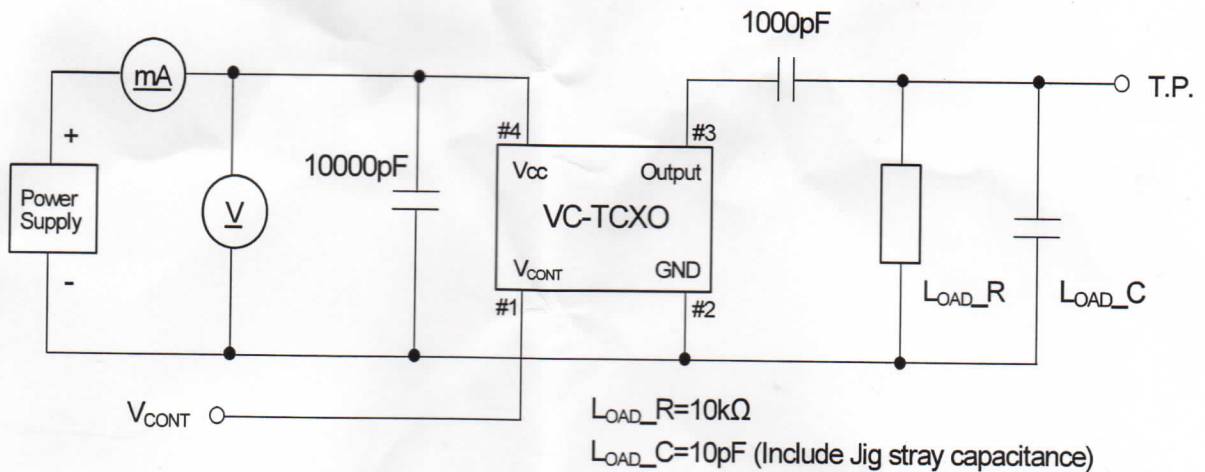 1000pF
mA
T.P.
#4
#3
+
10000pF
Vcc
Output
Power
Supply
V
VC-TCXO
-
VCONT
GND
LOAD_R
LOAD_C
#1
#2
VCONT
LOAD_R=10kΩ
LOAD_C=10pF (Include Jig stray capacitance)